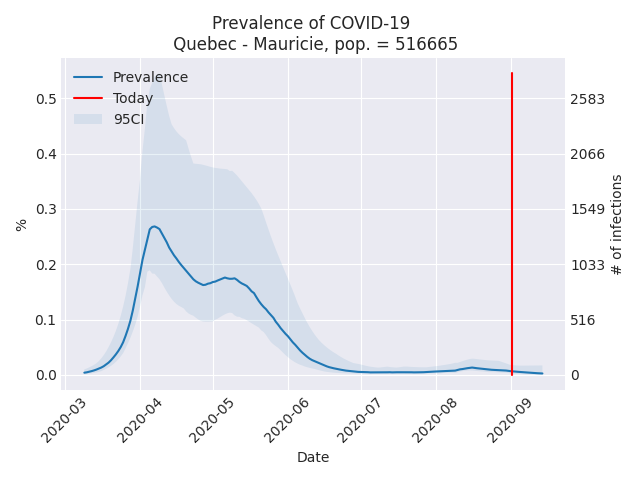 Prevalence of COVID-19
Quebec - Mauricie, pop. = 516665
Prevalence
Today
95CI
0.5
0.4
0.3
0.2
0.1
0.0
%
2583
2066
1549
1033
516
0
# of infections
2020-03
2020-04
2020-05
2020-06
2020-07
2020-08
2020-09
Date